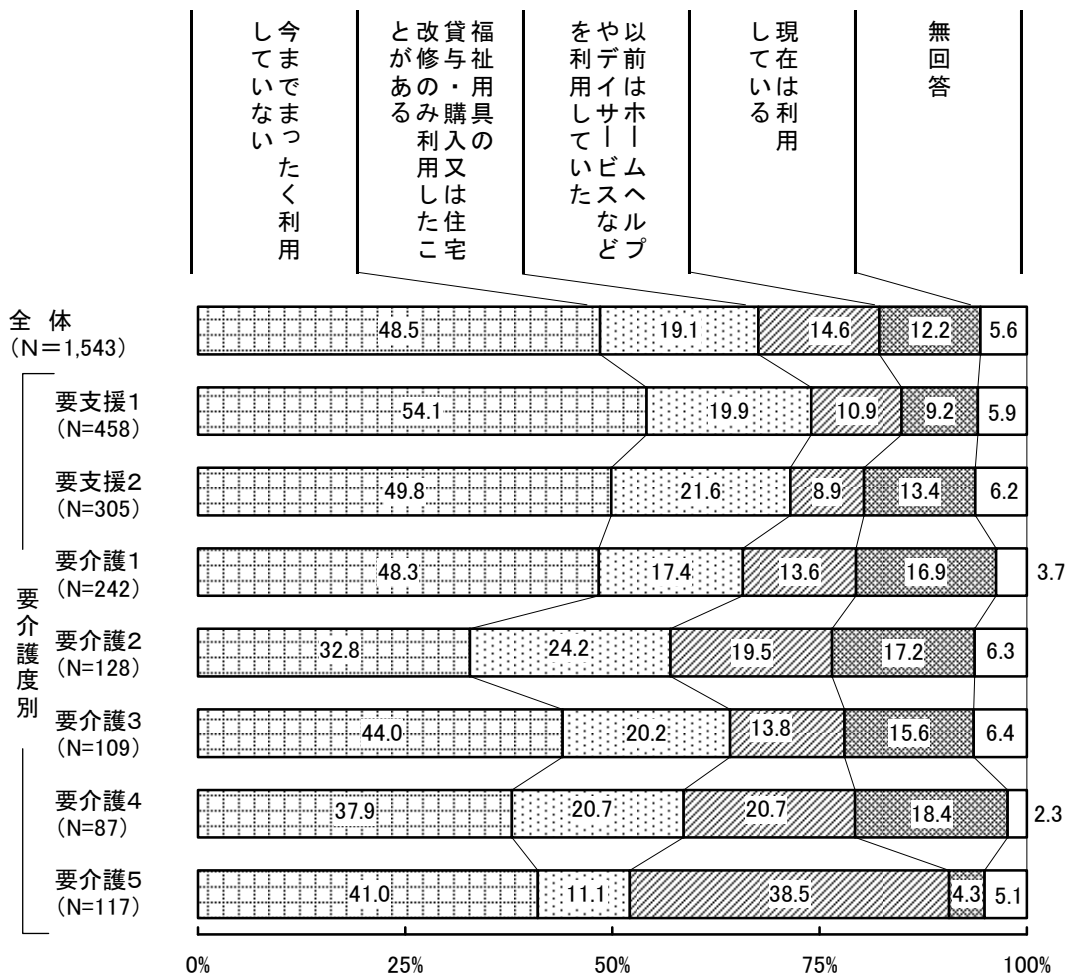 今までまったく利用
していない
福祉用具の
貸与・購入又は住宅
改修のみ利用したこ
とがある
以前はホームヘルプ
やデイサービスなど
を利用していた
現在は利用
している
無回答
全 体
(N=1,543)
48.5 19.1 14.6 12.2 5.6
要介護度別
要支援1
(N=458)
54.1 19.9 10.9 9.2 5.9
要支援2
(N=305)
49.8 21.6 8.9 13.4 6.2
要介護1
(N=242)
48.3 17.4 13.6 16.9 3.7
要介護2
(N=128)
32.8 24.2 19.5 17.2 6.3
要介護3
(N=109)
44.0 20.2 13.8 15.6 6.4
要介護4
(N=87)
37.9 20.7 20.7 18.4 2.3
要介護5
(N=117)
41.0 11.1 38.5 4.3 5.1
0% 25% 50% 75% 100%